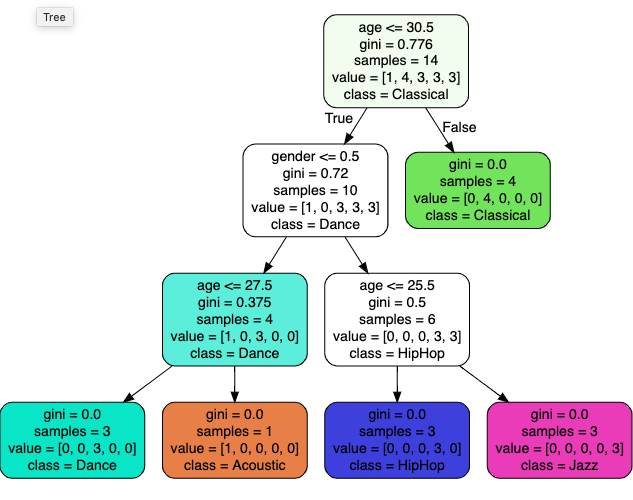 Tree
age <= 30.5
gini = 0.776
samples = 14
value = [1, 4, 3, 3, 3]
class = Classical
True
False
gender <= 0.5
gini = 0.72
samples = 10
value = [1, 0, 3, 3, 3]
class = Dance
gini = 0.0
samples = 4
value = [0, 4, 0, 0, 0]
class = Classical
age <= 27.5
gini = 0.375
samples = 4
value = [1, 0, 3, 0, 0]
class = Dance
age <= 25.5
gini = 0.5
samples = 6
value = [0, 0, 0, 3, 3]
class = HipHop
gini = 0.0
samples = 3
value = [0, 0, 3, 0, 0]
class = Dance
gini = 0.0
samples = 1
value = [1, 0, 0, 0, 0]
class = Acoustic
gini = 0.0
samples = 3
value = [0, 0, 0, 3, 0]
class = HipHop
gini = 0.0
samples = 3
value = [0, 0, 0, 0, 3]
class = Jazz